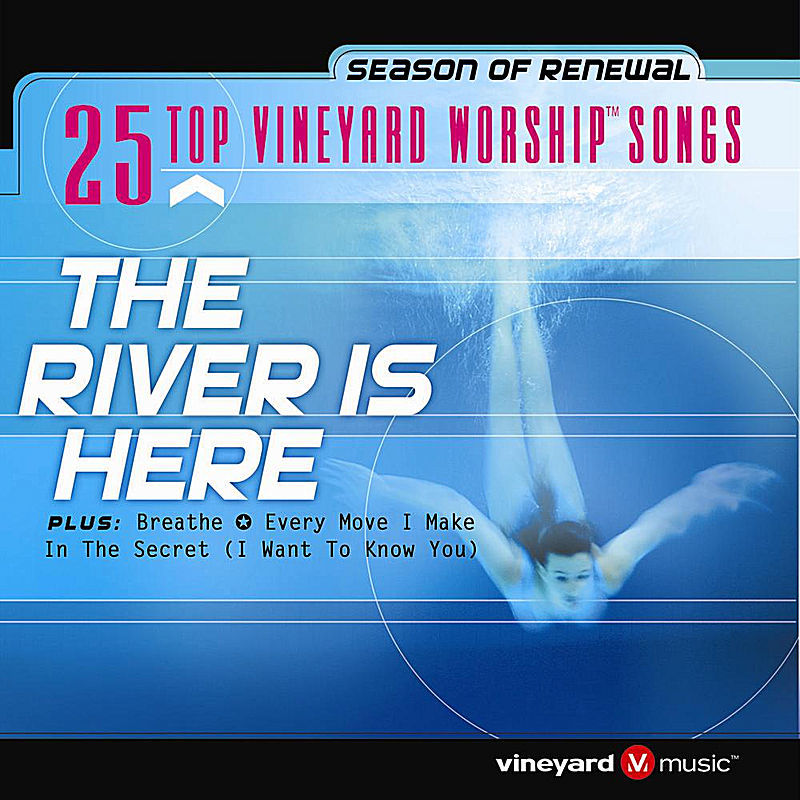 SEASON OF RENEWAL
25 TOP VINEYARD WORSHIP™ SONGS
THE
RIVER IS
HERE
PLUS: Breathe ✪ Every Move I Make
In The Secret (I Want To Know You)
vineyard music™